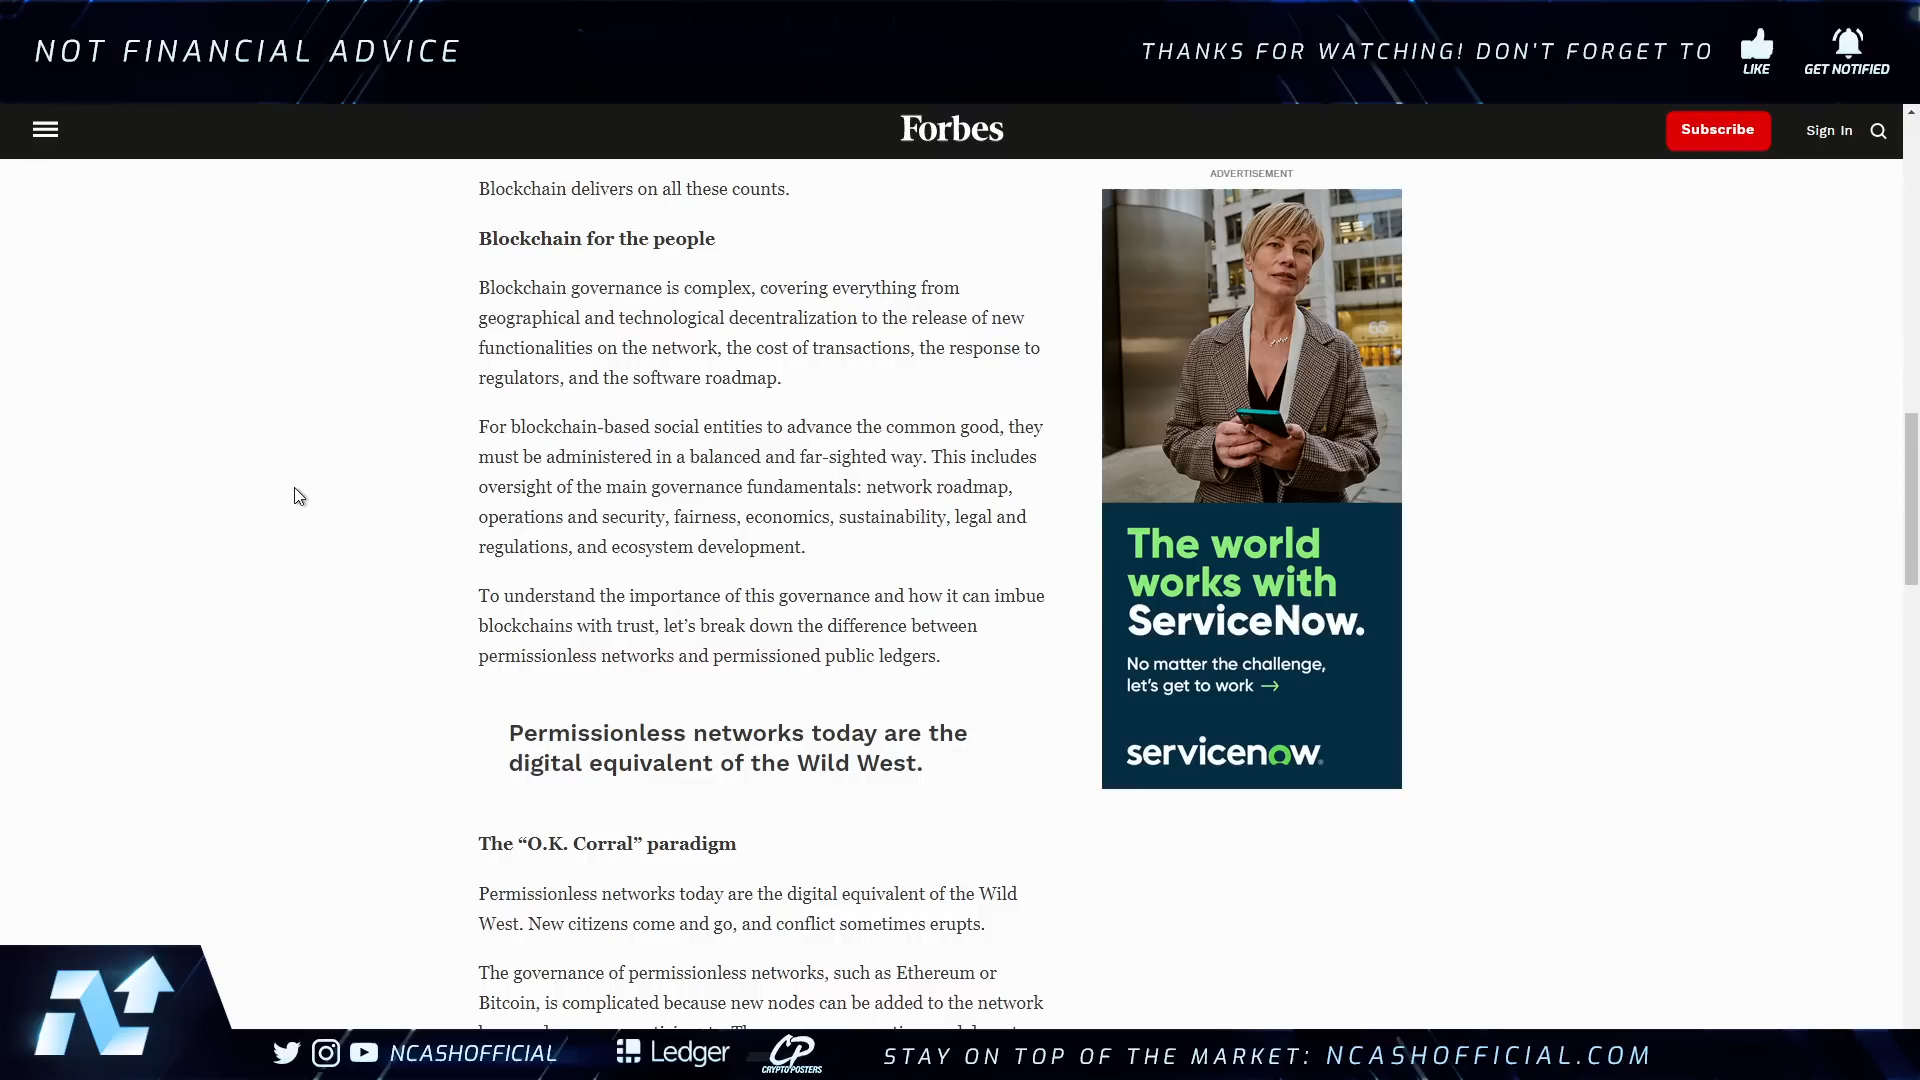 NOT FINANCIAL ADVICE
THANKS FOR WATCHING! DON'T FORGET TO
LIKE
GET NOTIFIED
Forbes
Subscribe
Sign In
Blockchain delivers on all these counts.
Blockchain for the people
Blockchain governance is complex, covering everything from
geographical and technological decentralization to the release of new
functionalities on the network, the cost of transactions, the response to
regulators, and the software roadmap.
For blockchain-based social entities to advance the common good, they
must be administered in a balanced and far-sighted way. This includes
oversight of the main governance fundamentals: network roadmap,
operations and security, fairness, economics, sustainability, legal and
regulations, and ecosystem development.
To understand the importance of this governance and how it can imbue
blockchains with trust, let’s break down the difference between
permissionless networks and permissioned public ledgers.
Permissionless networks today are the
digital equivalent of the Wild West.
The “O.K. Corral” paradigm
Permissionless networks today are the digital equivalent of the Wild
West. New citizens come and go, and conflict sometimes erupts.
The governance of permissionless networks, such as Ethereum or
Bitcoin, is complicated because new nodes can be added to the network
ADVERTISEMENT
65
The world
works with
ServiceNow.
No matter the challenge,
let’s get to work →
servicenow®
NCASHOFFICIAL
Ledger
CP
CRYPTOPOSTERS
STAY ON TOP OF THE MARKET: NCASHOFFICIAL.COM